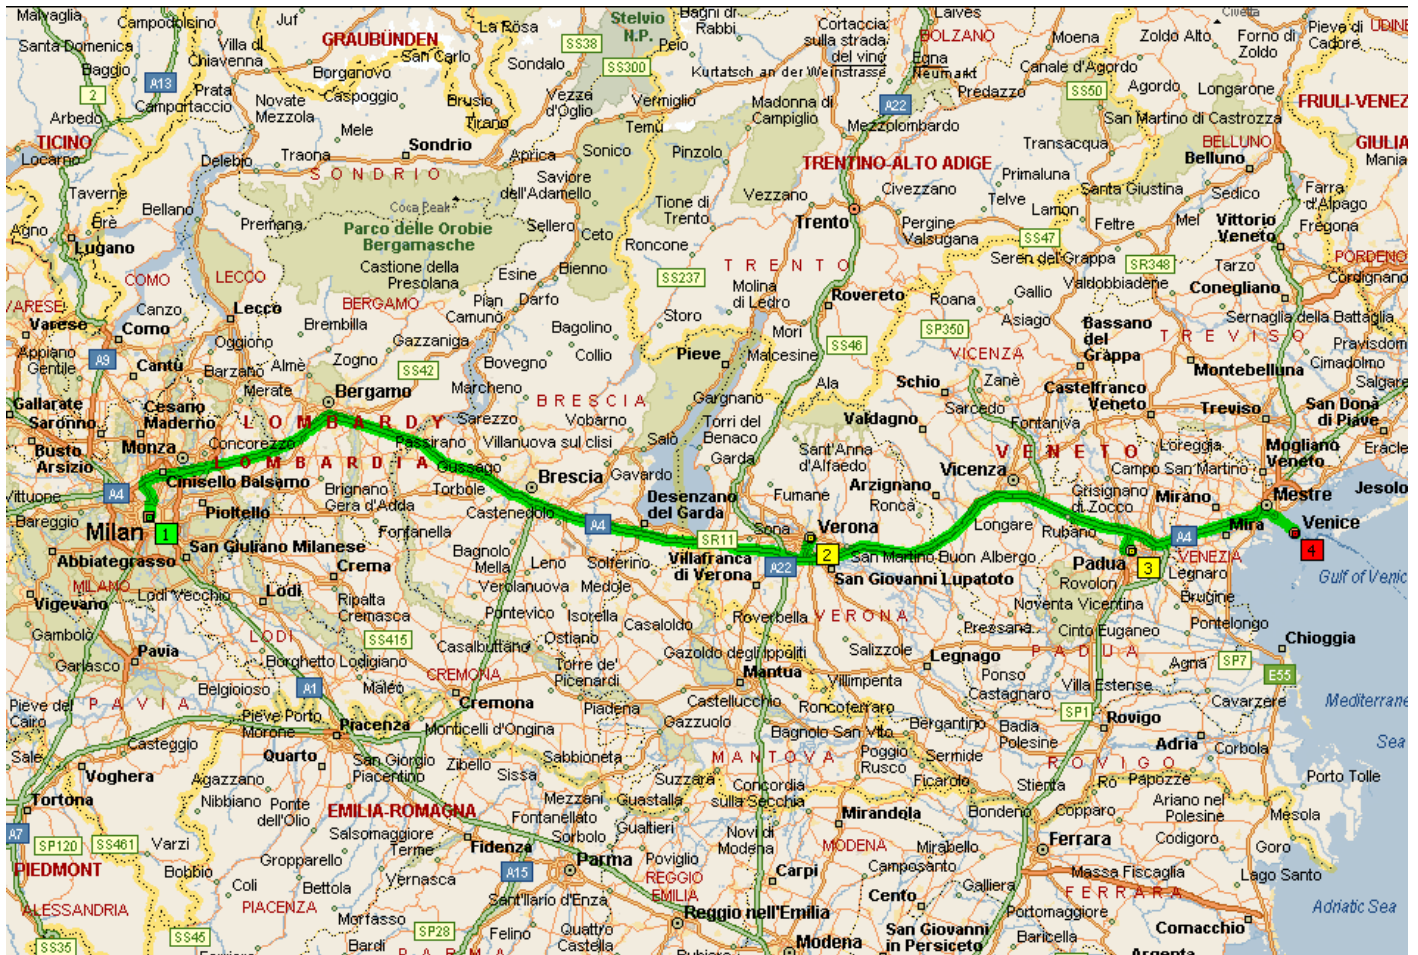 Malvaglia
Campodolcino
Juf
La Rösa
Stelvio
N.P.
Bagni di
Rabbi
Cortaccia
sulla strada
del vino
Laives
BOLZANO
Civetta
Pieve di
Cadore
UDINE
Santa Domenica
Villa di
Chiavenna
GRAUBÜNDEN
San Carlo
SS38
Peio
Moena
Zoldo Alto
Forno di
Zoldo
Biaggio
A13
Borganovo
Sondalo
SS300
Kurtatsch an der Weinstrasse
Egna
Neumarkt
Canale d'Agordo
2
Prata
Camportaccio
Novate
Mezzola
Caspoggio
Brusio
Vezza
d'Oglio
Vermiglio
Madonna di
Campiglio
A22
Predazzo
SS50
Agordo
Longarone
FRIULI-VENEZ
Arbedo
Mele
Tirano
Temù
Mezzolombardo
San Martino di Castrozza
TICINO
Locarno
Delebio
Traona
Sondrio
Aprica
Sonico
Pinzolo
TRENTINO-ALTO ADIGE
Transacqua
BELLUNO
Belluno
GIULIA
Mania
SONDRIO
Saviore
dell'Adamello
Vezzano
Civezzano
Primaluna
Santa Giustina
Sedico
Farra
d'Alpago
Taverne
Bellano
Coca Peak
Tione di
Trento
Telve
Lamon
Agno
Grè
Premana
Parco delle Orobie
Bergamasche
Sellero
Ceto
Trento
Pergine
Valsugana
Feltre
Mel
Vittorio
Veneto
Fregona
Lugano
Roncone
SS47
Castione della
Presolana
Esine
Bienno
SS237
TRENTO
Seren del Grappa
SR348
Tarzo
PORDENO
Cordignano
COMO
LECCO
BERGAMO
Pian
Camuno
Darfo
Molina
di Ledro
Rovereto
Roana
Gallio
Valdobbiadene
Conegliano
VARESE
Canzo
Lecco
Brembilla
Bagolino
Storo
Mori
SP350
Asiago
Bassano
del
Grappa
TREVISO
Sernaglia della Battaglia
Varese
Como
Oggiono
Gazzaniga
Collio
Pieve
Malcesine
SS46
VICENZA
Pravisdom
Appiano
Gentile
A9
Cantù
Barzanò
Almè
Zogno
SS42
Bovegno
Ala
Schio
Zanè
Montebelluna
Cimadolmo
Merate
Bergamo
Marcheno
Gargnano
Castelfranco
Veneto
Salgare
Gallarate
Saronno
Cesano
Maderno
LOMBARDY
Sarezzo
BRESCIA
Vobarno
Torri del
Benaco
Valdagno
Sarcedo
Treviso
San Donà
di Piave
Busto
Arsizio
Monza
Concorezzo
Passirano
Villanuova sul clisi
Salò
Garda
Sant'Anna
d'Alfaedo
Fontaniva
VENETO
Loreggia
Mogliano
Veneto
Eracle
LOMBARDIA
Gussago
Brescia
Gavardo
Vicenza
Campo San Martino
Vittuone
A4
Cinisello Balsamo
Brignano
Gera d'Adda
Torbole
Desenzano
del Garda
Fumane
Arzignano
Grisignano
di Zocco
Mirano
Mestre
Jesolo
Bareggio
Milan
1
Pioltello
Fontanella
Castenedolo
A4
SR11
Sona
Verona
Ronca
Longare
Rubano
A4
Mira
Venice
Abbiategrasso
San Giuliano Milanese
Bagnolo
Mella
Leno
Solferino
Villafranca
di Verona
A22
2
San Martino Buon Albergo
Padua
3
VENEZIA
4
MILANO
Lodi Vecchio
Crema
Verolanuova
Medole
San Giovanni Lupatoto
Rovolon
Legnaro
Gulf of Venic
Vigevano
Lodi
Ripalta
Cremasca
Pontevico
Isorella
Roverbella
VERONA
Noventa Vicentina
Brugine
Gambolò
LODI
SS415
Casalbuttano
Ostiano
Casaloldo
Pressana
Cinto Euganeo
Pontelongo
Chioggia
Garlasco
Pavia
Borghetto Lodigiano
Torre de'
Picenardi
Gazoldo degli Ippoliti
Salizzole
Legnago
PADUA
Agna
SP7
Belgioioso
A1
Maleo
CREMONA
Mantua
Villimpenta
Ponso
Villa Estense
E55
Pieve del
Cairo
PAVIA
Pieve Porto
Morone
Piacenza
Cremona
Piadena
Castellucchio
Roncoferraro
Castagnaro
SP1
Cavarzere
Mediterrane
Sea
Casteggio
Monticelli d'Ongina
Gazzuolo
Bagnolo San Vito
Bergantino
Badia
Polesine
Rovigo
Adria
Corbola
Sale
Voghera
Quarto
San Giorgio
Piacentino
Zibello
Sabbioneta
MANTOVA
Poggio
Rusco
Sermide
ROVIGO
Porto Tolle
Agazzano
Sissa
Suzzara
Concordia
sulla Secchia
Ficarolo
Stienta
Ro
Papozze
Tortona
Nibbiano
Ponte
dell'Olio
EMILIA-ROMAGNA
Mezzani
Guastalla
Mirandola
Bondeno
Copparo
Ariano nel
Polesine
Mesola
A7
SP120
SS461
Varzi
Salsomaggiore
Terme
Fontanellato
Sorbolo
Gualtieri
Novi di
Modena
MODENA
Mirabello
Ferrara
Codigoro
Goro
PIEDMONT
Gropparello
Fidenza
Parma
Poviglio
Camposanto
Massa Fiscaglia
Lago Santo
Bobbio
Coli
Bettola
Vernasca
A15
REGGIO
EMILIA
Carpi
Cento
Galliera
FERRARA
ALESSANDRIA
PIACENZA
Morfasso
Sant'Ilario d'Enza
Portomaggiore
Adriatic Sea
SS35
SS45
Bardi
SP28
Felino
Quattro
Castella
Reggio nell'Emilia
San Giovanni
in Persiceto
Baricella
Comacchio
PARMA
Rubiera
Modena
Argenta